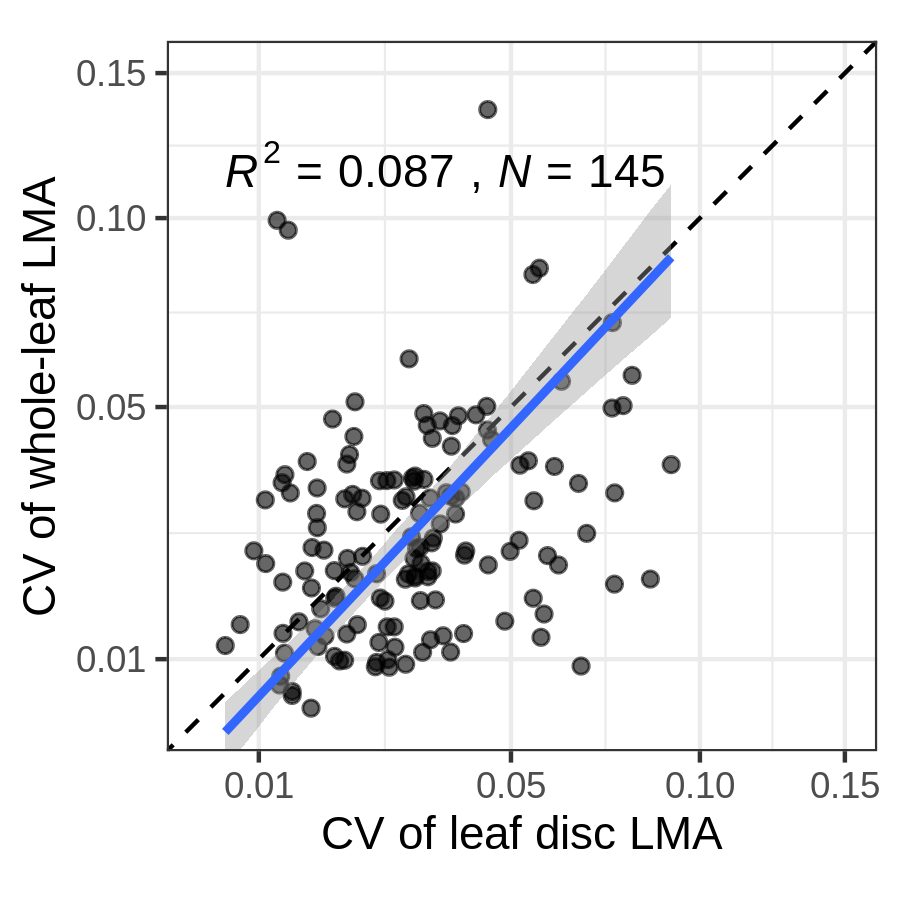 0.15
R² = 0.087 , N = 145
0.10
0.05
0.01
CV of whole-leaf LMA
0.01 0.05 0.10 0.15
CV of leaf disc LMA